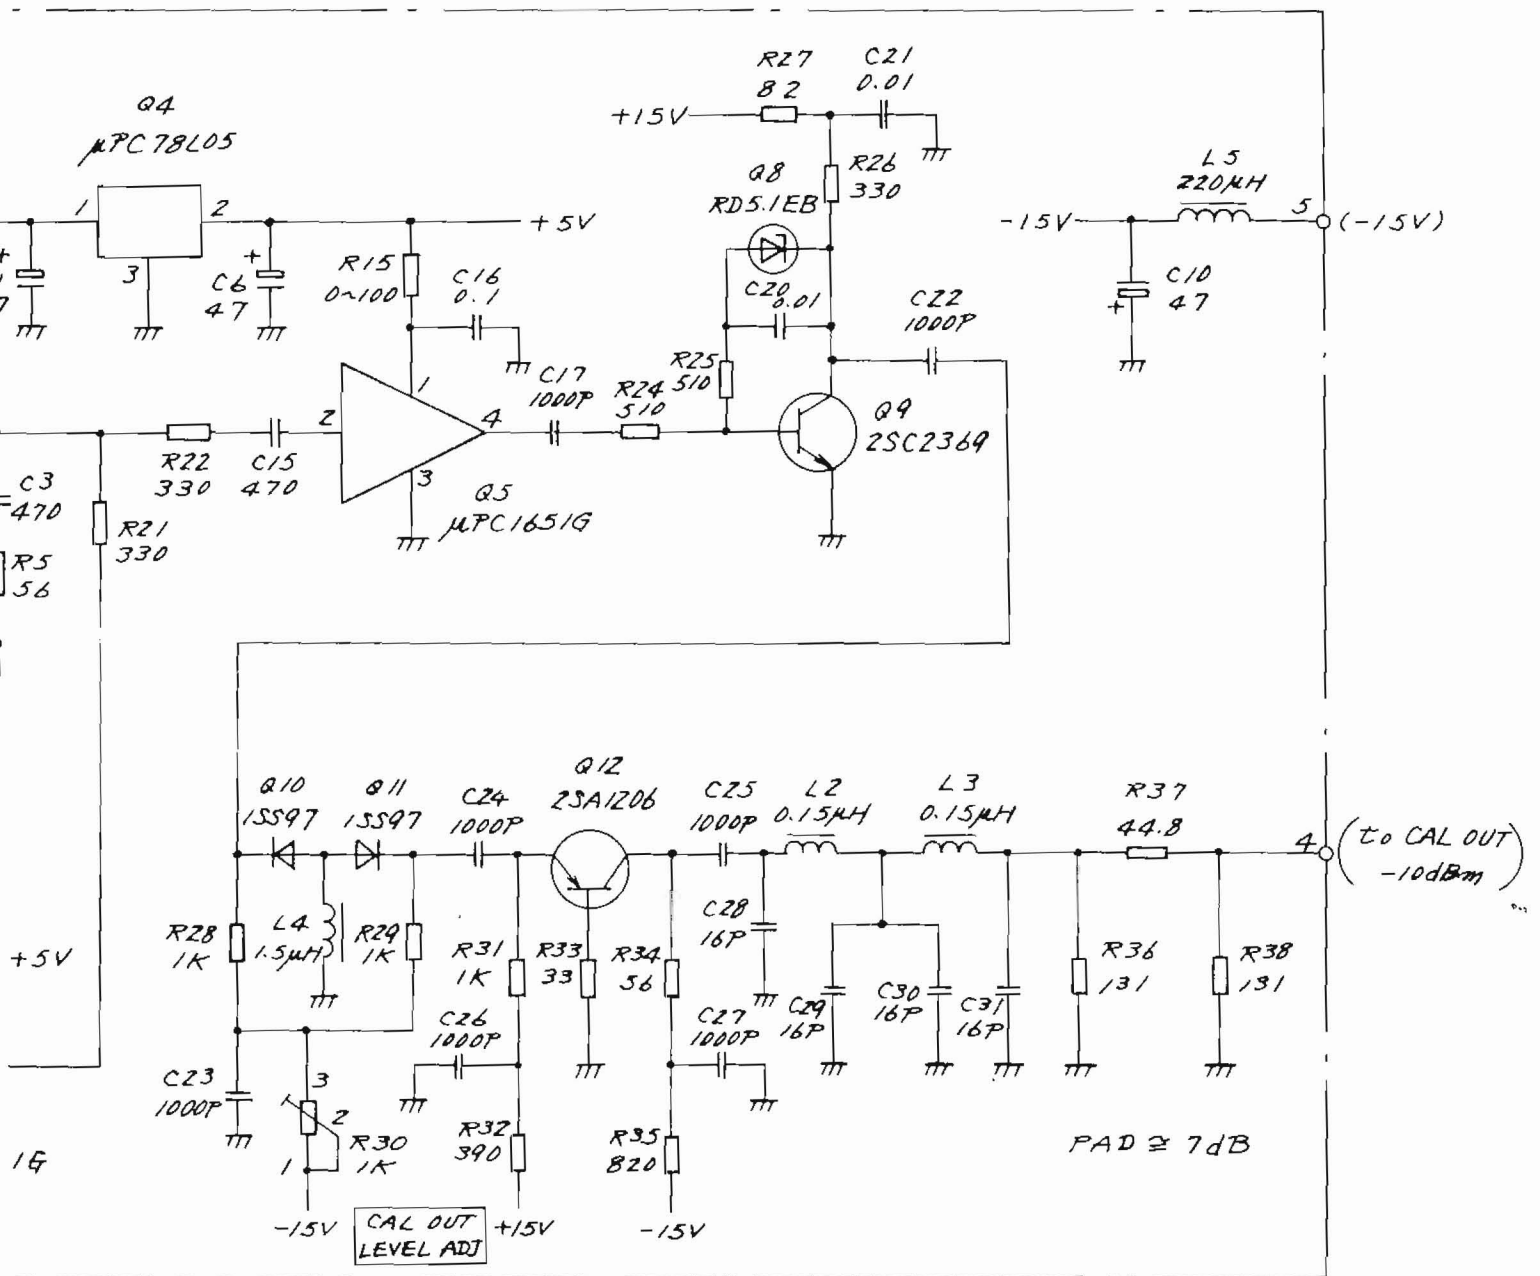 R27
82
C21
0.01
Q4
μPC78L05
+15V
Q8
RD5.1EB
R26
330
L5
220μH
1
2
3
+5V
-15V
5
(-15V)
+
+
C6
47
R15
0~100
C16
0.1
C20
0.01
C22
1000P
C10
47
+
C17
1000P
R24
510
R25
510
1
2
4
3
Q9
2SC2369
R22
330
C15
470
Q5
μPC1651G
C3
470
R21
330
R5
56
Q10
1SS97
Q11
1SS97
C24
1000P
Q12
2SA1206
C25
1000P
L2
0.15μH
L3
0.15μH
R37
44.8
4
(to CAL OUT
-10dBm)
+5V
R28
1K
L4
1.5μH
R29
1K
R31
1K
R33
33
R34
56
C28
16P
C29
16P
C30
16P
C31
16P
R36
131
R38
131
C26
1000P
C27
1000P
C23
1000P
3
2
1
R30
1K
R32
390
R35
820
PAD ≅ 7dB
1G
-15V
CAL OUT
LEVEL ADJ
+15V
-15V